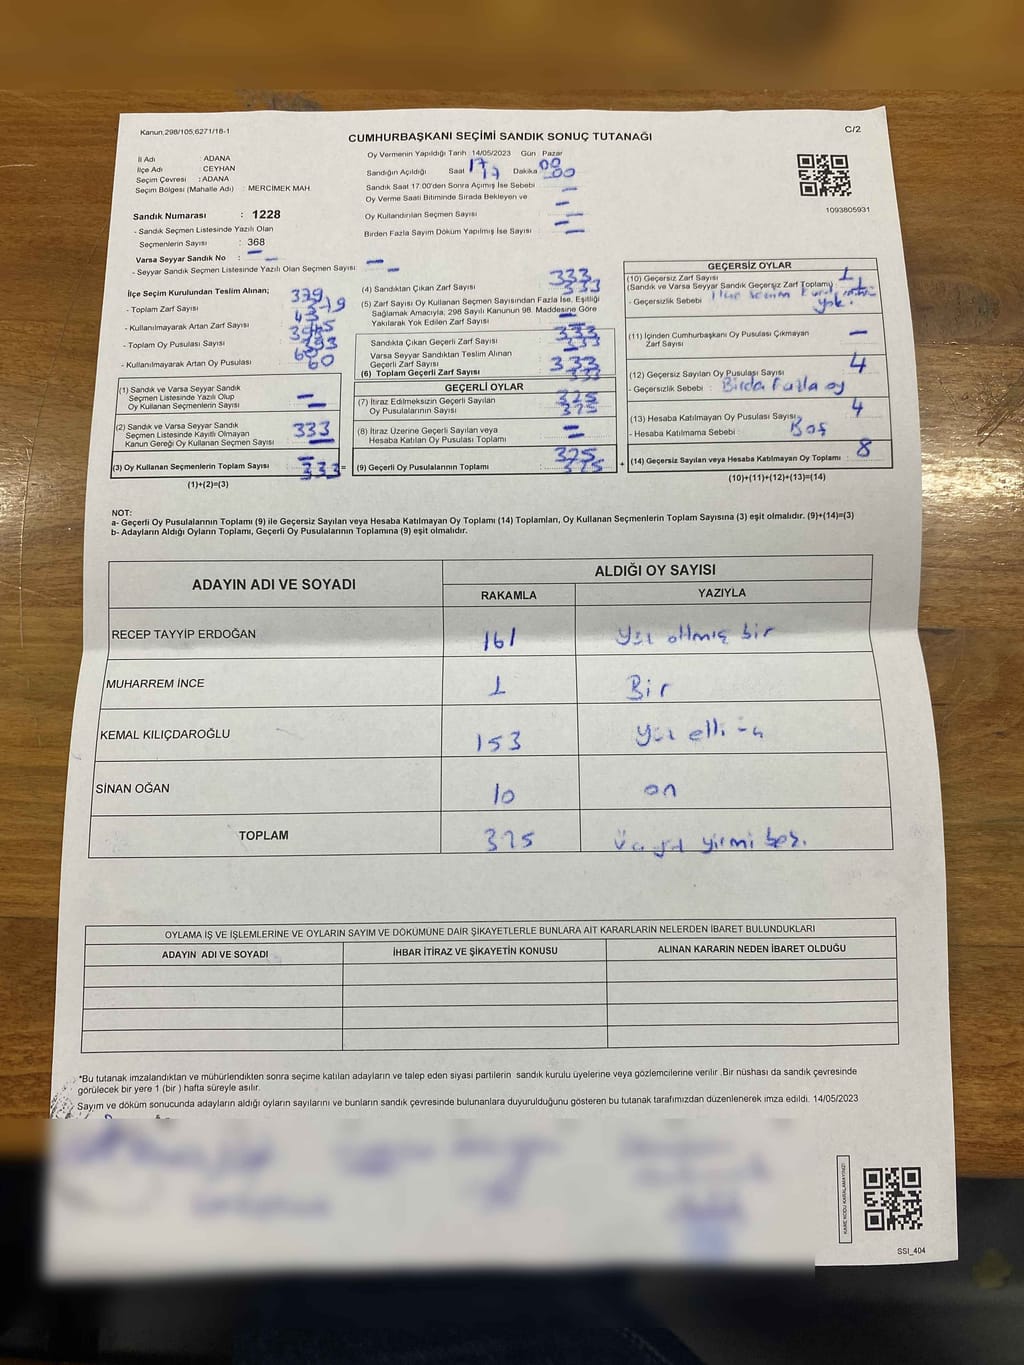 Kanun,298/105,6271/18-1
C/2
CUMHURBAŞKANI SEÇİMİ SANDIK SONUÇ TUTANAĞI
İl Adı ADANA
İlçe Adı CEYHAN
Seçim Çevresi : ADANA
Seçim Bölgesi (Mahalle Adı) : MERCİMEK MAH
Sandık Numarası : 1228
- Sandık Seçmen Listesinde Yazılı Olan
Seçmenlerin Sayısı : 368
Varsa Seyyar Sandık No : —
- Seyyar Sandık Seçmen Listesinde Yazılı Olan Seçmen Sayısı —
Oy Vermenin Yapıldığı Tarih 14/05/2023 Gün Pazar
Sandığın Açıldığı Saat 17 Dakika 00
Sandık Saat 17:00'den Sonra Açımış İse Sebebi —
Oy Verme Saati Bitiminde Sırada Bekleyen ve
Oy Kullandırılan Seçmen Sayısı —
Birden Fazla Sayım Döküm Yapılmış İse Sayısı —
1093805931
İlçe Seçim Kurulundan Teslim Alınan;
- Toplam Zarf Sayısı
- Kullanılmayarak Artan Zarf Sayısı
- Toplam Oy Pusulası Sayısı
- Kullanılmayarak Artan Oy Pusulası 60
(1) Sandık ve Varsa Seyyar Sandık
Seçmen Listesinde Yazılı Olup
Oy Kullanan Seçmenlerin Sayısı —
(2) Sandık ve Varsa Seyyar Sandık
Seçmen Listesinde Kayıtlı Olmayan
Kanun Gereği Oy Kullanan Seçmen Sayısı 333
(3) Oy Kullanan Seçmenlerin Toplam Sayısı 333 =
(1)+(2)=(3)
(4) Sandıktan Çıkan Zarf Sayısı 333 333
(5) Zarf Sayısı Oy Kullanan Seçmen Sayısından Fazla İse, Eşitliği
Sağlamak Amacıyla, 298 Sayılı Kanunun 98. Maddesine Göre
Yakılarak Yok Edilen Zarf Sayısı —
Sandıkta Çıkan Geçerli Zarf Sayısı 333 333
Varsa Seyyar Sandıktan Teslim Alınan
Geçerli Zarf Sayısı
(6) Toplam Geçerli Zarf Sayısı 333 333
GEÇERLİ OYLAR
(7) İtiraz Edilmeksizin Geçerli Sayılan
Oy Pusulalarının Sayısı 325 325
(8) İtiraz Üzerine Geçerli Sayılan veya
Hesaba Katılan Oy Pusulası Toplamı —
(9) Geçerli Oy Pusulalarının Toplamı 325 325 +
GEÇERSİZ OYLAR
(10) Geçersiz Zarf Sayısı
(Sandık ve Varsa Seyyar Sandık Geçersiz Zarf Toplamı)
- Geçersizlik Sebebi : İlçe Seçim Kurulu mührü
yok.
(11) İçinden Cumhurbaşkanı Oy Pusulası Çıkmayan
Zarf Sayısı —
(12) Geçersiz Sayılan Oy Pusulası Sayısı 4
- Geçersizlik Sebebi : Birda Fazla oy
(13) Hesaba Katılmayan Oy Pusulası Sayısı 4
- Hesaba Katılmama Sebebi : Boş
(14) Geçersiz Sayılan veya Hesaba Katılmayan Oy Toplamı 8
(10)+(11)+(12)+(13)=(14)
NOT:
a- Geçerli Oy Pusulalarının Toplamı (9) ile Geçersiz Sayılan veya Hesaba Katılmayan Oy Toplamı (14) Toplamları, Oy Kullanan Seçmenlerin Toplam Sayısına (3) eşit olmalıdır. (9)+(14)=(3)
b- Adayların Aldığı Oyların Toplamı, Geçerli Oy Pusulalarının Toplamına (9) eşit olmalıdır.
ADAYIN ADI VE SOYADI ALDIĞI OY SAYISI
RAKAMLA YAZIYLA
RECEP TAYYİP ERDOĞAN 161 yüz altmış bir
MUHARREM İNCE 1 Bir
KEMAL KILIÇDAROĞLU 153 yüz elli üç
SİNAN OĞAN 10 on
TOPLAM 325 üç yüz yirmi beş.
OYLAMA İŞ VE İŞLEMLERİNE VE OYLARIN SAYIM VE DÖKÜMÜNE DAİR ŞİKAYETLERLE BUNLARA AİT KARARLARIN NELERDEN İBARET BULUNDUKLARI
ADAYIN ADI VE SOYADI İHBAR İTİRAZ VE ŞİKAYETİN KONUSU ALINAN KARARIN NEDEN İBARET OLDUĞU
*Bu tutanak imzalandıktan ve mühürlendikten sonra seçime katılan adayların ve talep eden siyasi partilerin sandık kurulu üyelerine veya gözlemcilerine verilir .Bir nüshası da sandık çevresinde
görülecek bir yere 1 (bir ) hafta süreyle asılır.
Sayım ve döküm sonucunda adayların aldığı oyların sayılarını ve bunların sandık çevresinde bulunanlara duyurulduğunu gösteren bu tutanak tarafımızdan düzenlenerek imza edildi. 14/05/2023
KARE KODU KARALAMAYINIZ!
SSI_404